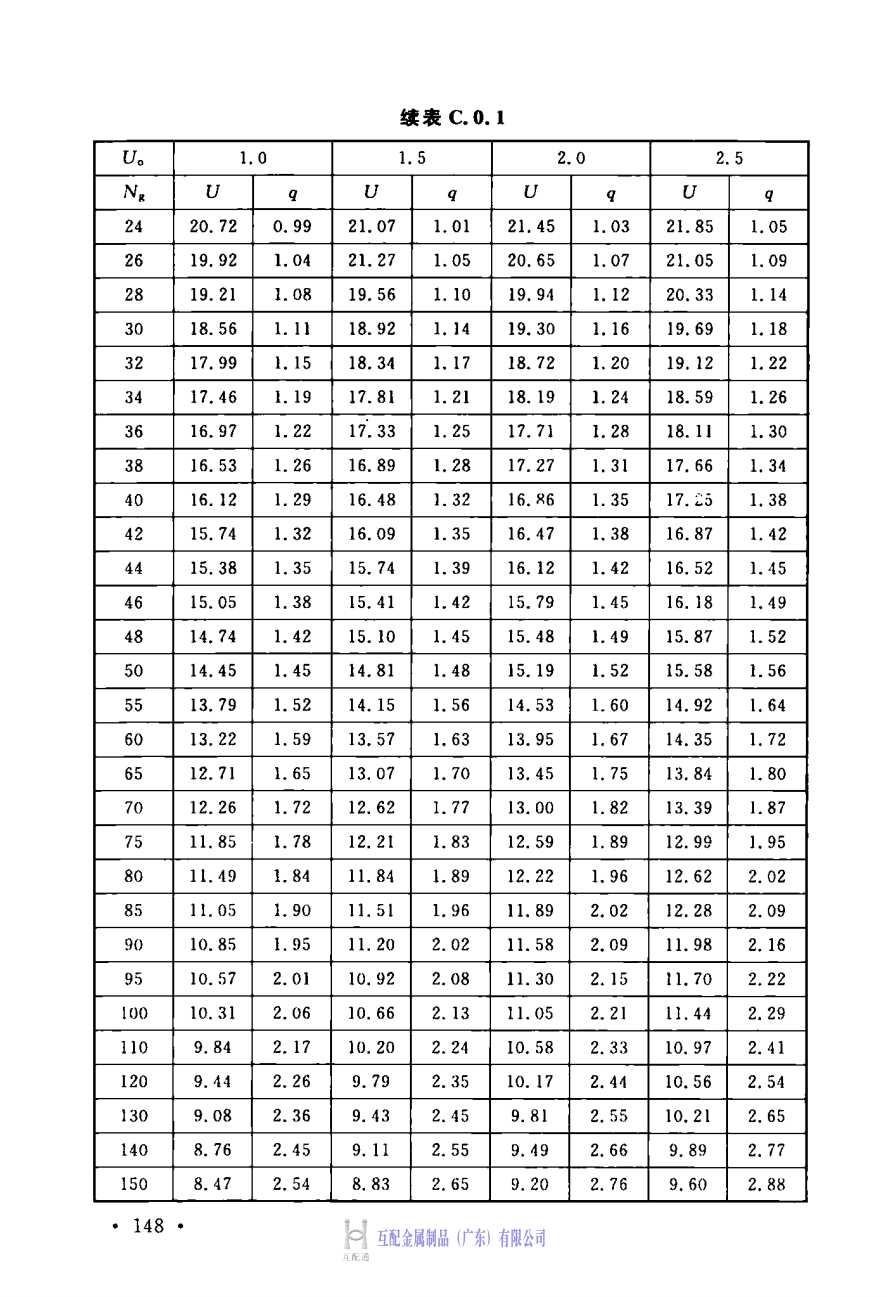 续表 C. 0. 1
U₀ 1. 0 1. 5 2. 0 2. 5
Ng U q U q U q U q
24 20. 72 0. 99 21. 07 1. 01 21. 45 1. 03 21. 85 1. 05
26 19. 92 1. 04 21. 27 1. 05 20. 65 1. 07 21. 05 1. 09
28 19. 21 1. 08 19. 56 1. 10 19. 94 1. 12 20. 33 1. 14
30 18. 56 1. 11 18. 92 1. 14 19. 30 1. 16 19. 69 1. 18
32 17. 99 1. 15 18. 34 1. 17 18. 72 1. 20 19. 12 1. 22
34 17. 46 1. 19 17. 81 1. 21 18. 19 1. 24 18. 59 1. 26
36 16. 97 1. 22 17. 33 1. 25 17. 71 1. 28 18. 11 1. 30
38 16. 53 1. 26 16. 89 1. 28 17. 27 1. 31 17. 66 1. 34
40 16. 12 1. 29 16. 48 1. 32 16. 86 1. 35 17. 25 1. 38
42 15. 74 1. 32 16. 09 1. 35 16. 47 1. 38 16. 87 1. 42
44 15. 38 1. 35 15. 74 1. 39 16. 12 1. 42 16. 52 1. 45
46 15. 05 1. 38 15. 41 1. 42 15. 79 1. 45 16. 18 1. 49
48 14. 74 1. 42 15. 10 1. 45 15. 48 1. 49 15. 87 1. 52
50 14. 45 1. 45 14. 81 1. 48 15. 19 1. 52 15. 58 1. 56
55 13. 79 1. 52 14. 15 1. 56 14. 53 1. 60 14. 92 1. 64
60 13. 22 1. 59 13. 57 1. 63 13. 95 1. 67 14. 35 1. 72
65 12. 71 1. 65 13. 07 1. 70 13. 45 1. 75 13. 84 1. 80
70 12. 26 1. 72 12. 62 1. 77 13. 00 1. 82 13. 39 1. 87
75 11. 85 1. 78 12. 21 1. 83 12. 59 1. 89 12. 99 1. 95
80 11. 49 1. 84 11. 84 1. 89 12. 22 1. 96 12. 62 2. 02
85 11. 05 1. 90 11. 51 1. 96 11. 89 2. 02 12. 28 2. 09
90 10. 85 1. 95 11. 20 2. 02 11. 58 2. 09 11. 98 2. 16
95 10. 57 2. 01 10. 92 2. 08 11. 30 2. 15 11. 70 2. 22
100 10. 31 2. 06 10. 66 2. 13 11. 05 2. 21 11. 44 2. 29
110 9. 84 2. 17 10. 20 2. 24 10. 58 2. 33 10. 97 2. 41
120 9. 44 2. 26 9. 79 2. 35 10. 17 2. 44 10. 56 2. 54
130 9. 08 2. 36 9. 43 2. 45 9. 81 2. 55 10. 21 2. 65
140 8. 76 2. 45 9. 11 2. 55 9. 49 2. 66 9. 89 2. 77
150 8. 47 2. 54 8. 83 2. 65 9. 20 2. 76 9. 60 2. 88
• 148 •
互配金属制品（广东）有限公司
互配通